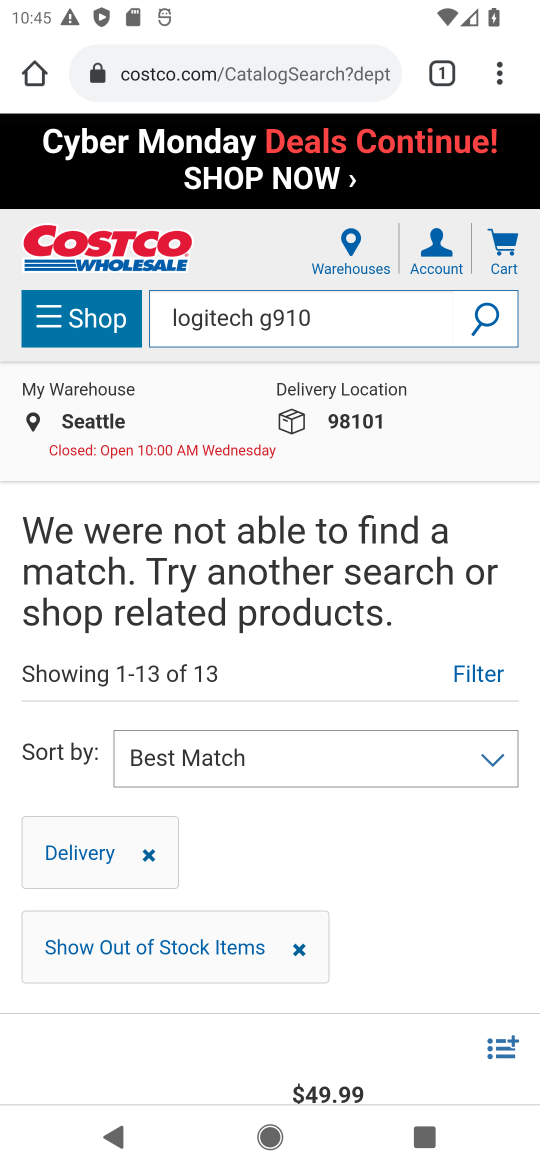 10:45
costco.com/CatalogSearch?dept
1
Cyber Monday Deals Continue!
SHOP NOW ›
COSTCO
WHOLESALE
Warehouses
Account
Cart
Shop
logitech g910
My Warehouse
Delivery Location
Seattle
98101
Closed: Open 10:00 AM Wednesday
We were not able to find a
match. Try another search or
shop related products.
Showing 1-13 of 13
Filter
Sort by:
Best Match
Delivery
Show Out of Stock Items
$49.99